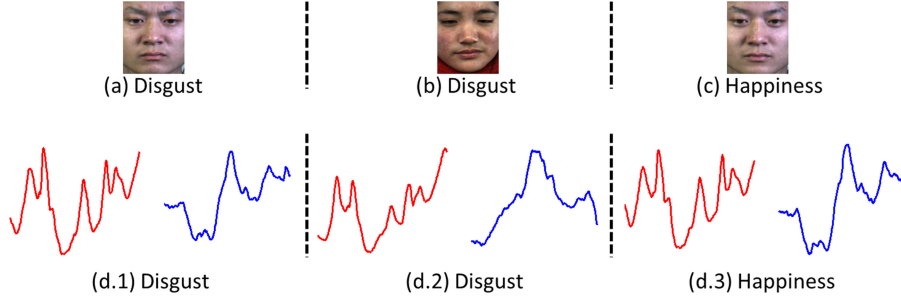 (a) Disgust
(b) Disgust
(c) Happiness
(d.1) Disgust
(d.2) Disgust
(d.3) Happiness